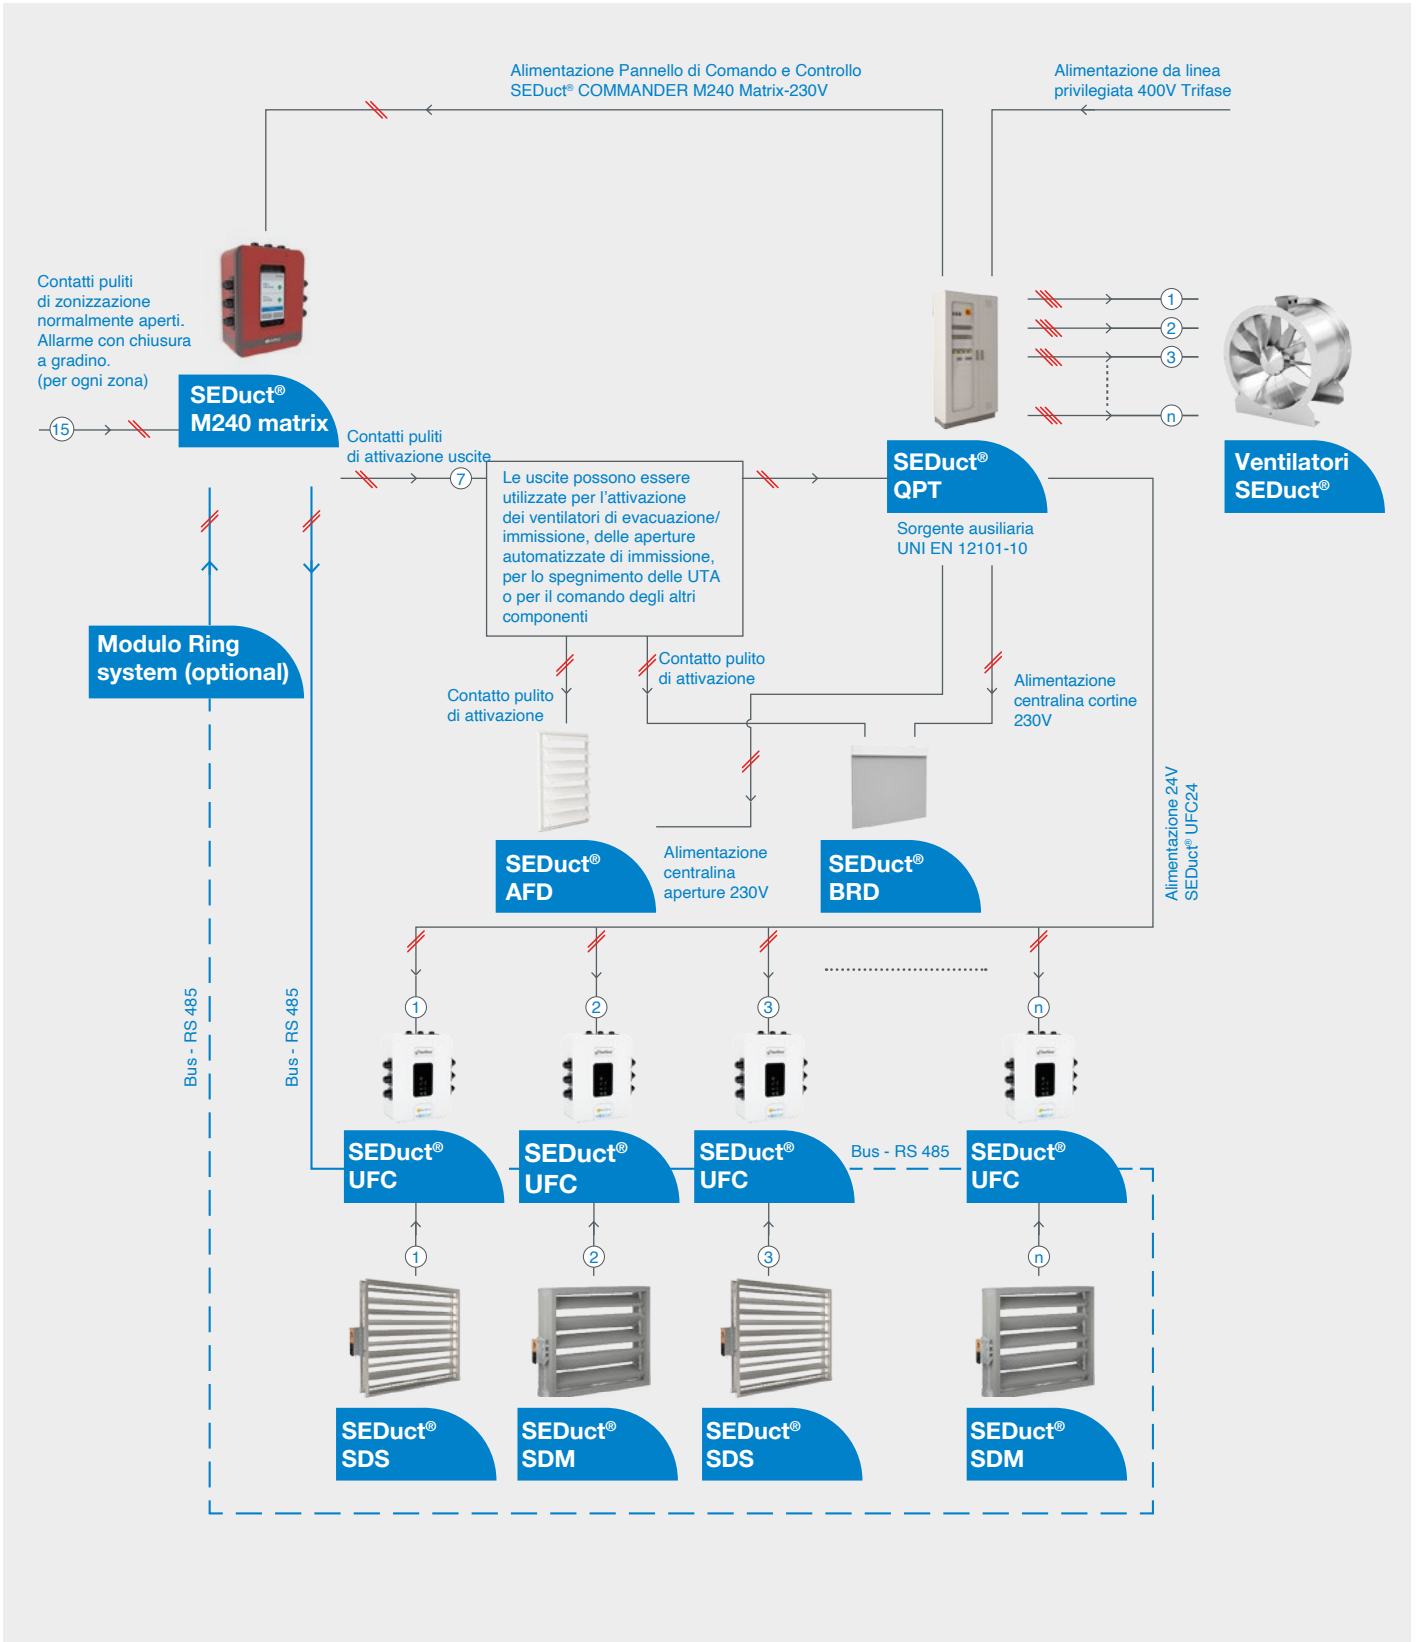 Alimentazione Pannello di Comando e Controllo
SEDuct® COMMANDER M240 Matrix-230V
Alimentazione da linea
privilegiata 400V Trifase
Contatti puliti
di zonizzazione
normalmente aperti.
Allarme con chiusura
a gradino.
(per ogni zona)
15
SEDuct®
M240 matrix
1
2
3
n
Contatti puliti
di attivazione uscite
7
Le uscite possono essere
utilizzate per l'attivazione
dei ventilatori di evacuazione/
immissione, delle aperture
automatizzate di immissione,
per lo spegnimento delle UTA
o per il comando degli altri
componenti
SEDuct®
QPT
Ventilatori
SEDuct®
Sorgente ausiliaria
UNI EN 12101-10
Modulo Ring
system (optional)
Contatto pulito
di attivazione
Contatto pulito
di attivazione
Alimentazione
centralina cortine
230V
Alimentazione 24V
SEDuct® UFC24
SEDuct®
AFD
Alimentazione
centralina
aperture 230V
SEDuct®
BRD
Bus - RS 485
Bus - RS 485
1
2
3
n
SEDuct®
UFC
SEDuct®
UFC
SEDuct®
UFC
Bus - RS 485
SEDuct®
UFC
1
2
3
n
SEDuct®
SDS
SEDuct®
SDM
SEDuct®
SDS
SEDuct®
SDM